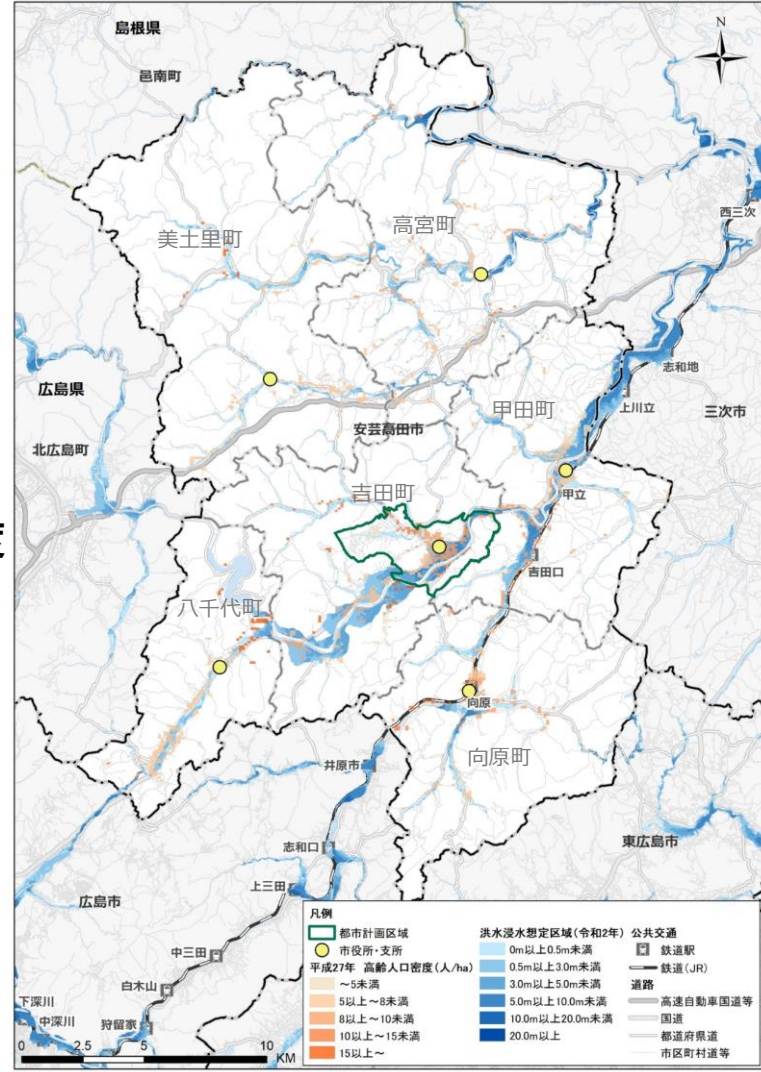 島根県
邑南町
N
西三次
美土里町
高宮町
志和地
広島県
甲田町
上川立
三次市
北広島町
安芸高田市
甲立
吉田町
吉田口
八千代町
向原
向原町
井原市
志和口
東広島市
広島市
上三田
中三田
白木山
下深川
中深川
狩留家
0 2.5 5 10
KM
凡例
都市計画区域
市役所・支所
平成27年 高齢人口密度(人/ha)
~5未満
5以上~8未満
8以上~10未満
10以上~15未満
15以上~
洪水浸水想定区域(令和2年)
0m以上0.5m未満
0.5m以上3.0m未満
3.0m以上5.0m未満
5.0m以上10.0m未満
10.0m以上20.0m未満
20.0m以上
公共交通
鉄道駅
鉄道(JR)
道路
高速自動車国道等
国道
都道府県道
市区町村道等